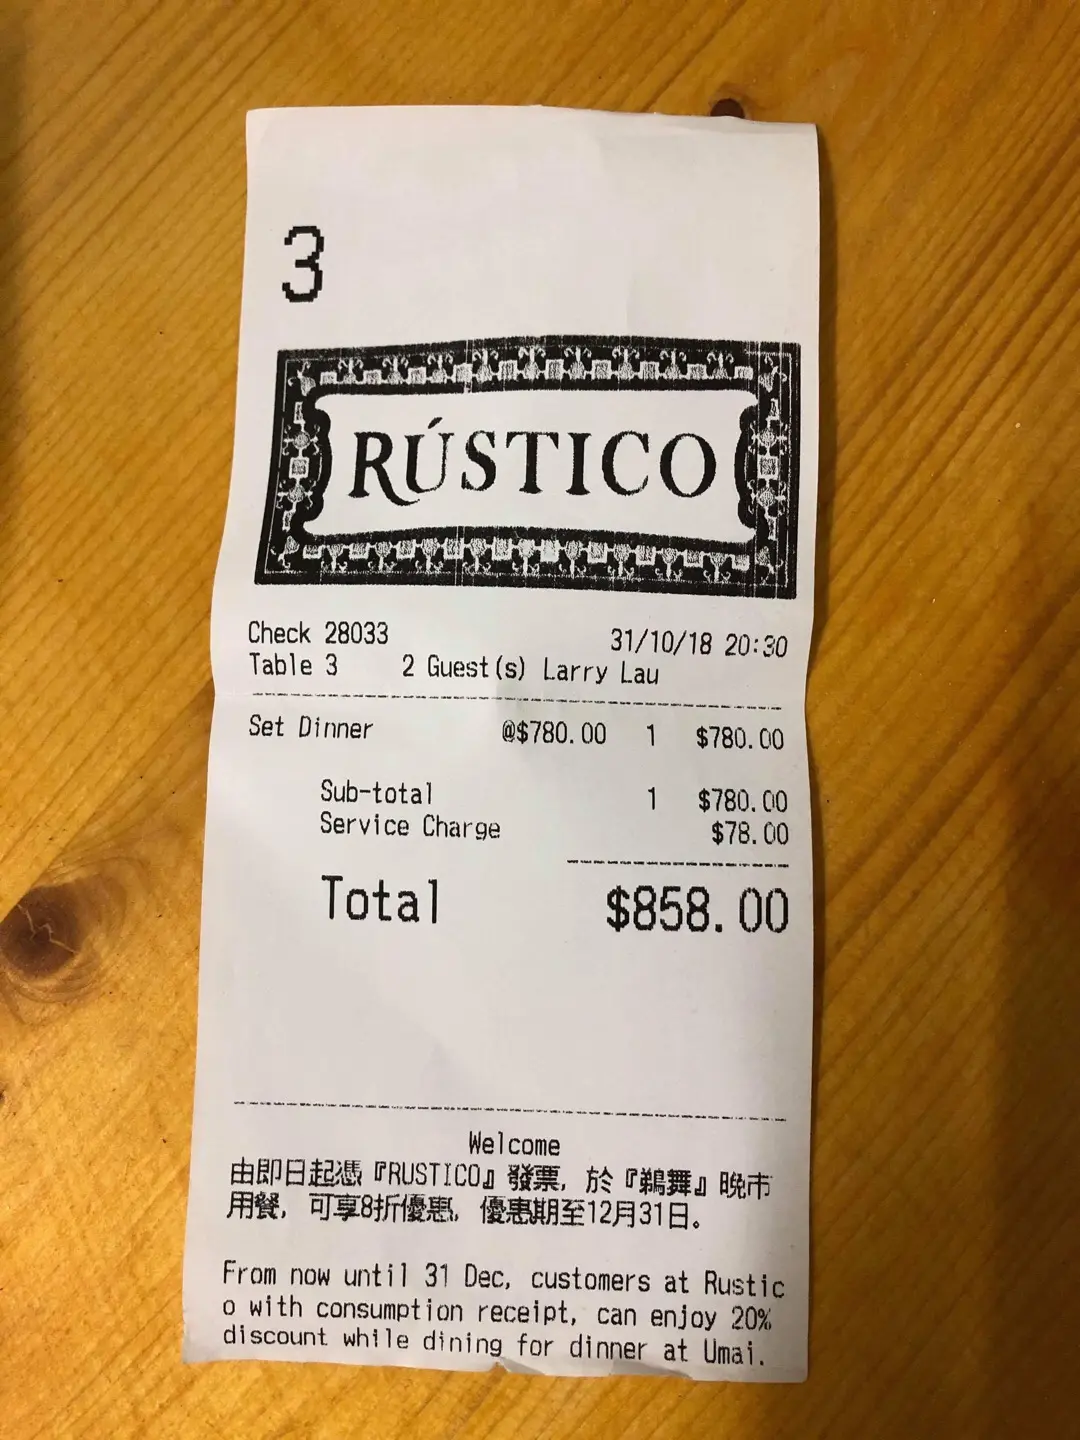 3
RÚSTICO
Check 28033 31/10/18 20:30
Table 3 2 Guest(s) Larry Lau
Set Dinner @$780.00 1 $780.00
Sub-total 1 $780.00
Service Charge $78.00
Total $858.00
Welcome
由即日起憑『RUSTICO』發票, 於『鵜舞』晚市
用餐, 可享8折優惠, 優惠期至12月31日。
From now until 31 Dec, customers at Rustic
o with consumption receipt, can enjoy 20%
discount while dining for dinner at Umai.